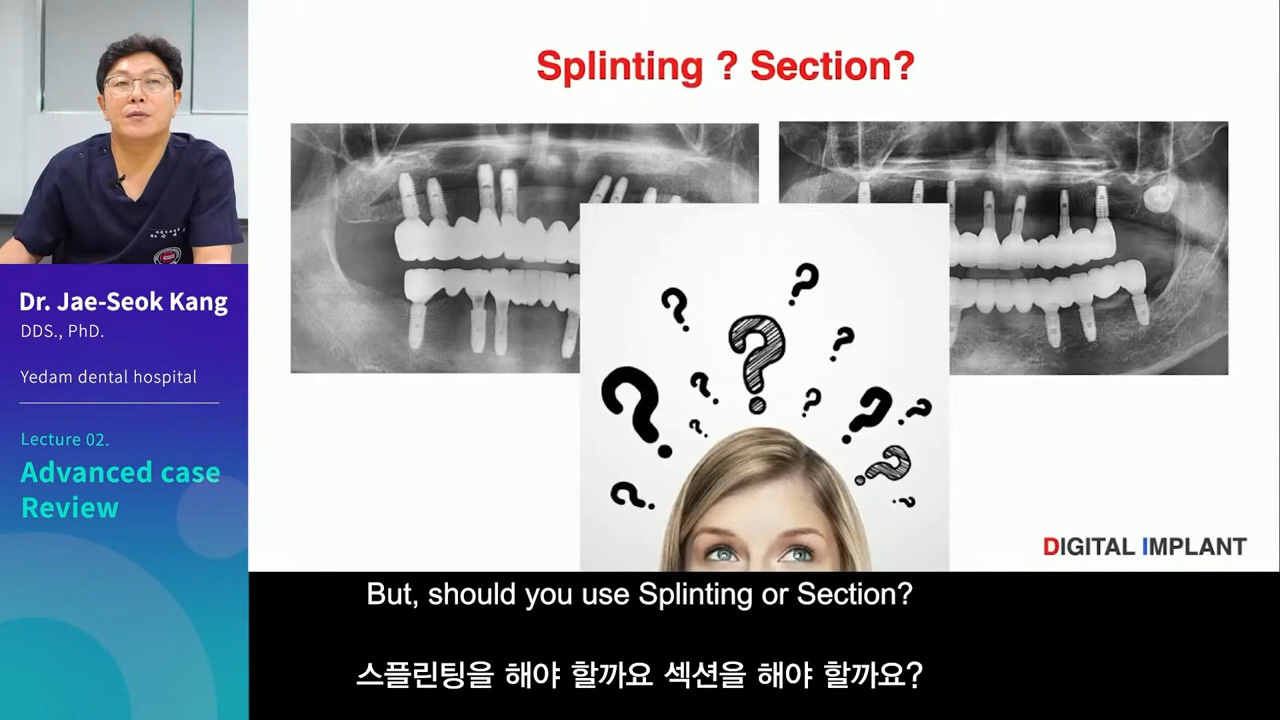 Splinting ? Section?
Dr. Jae-Seok Kang
DDS., PhD.
Yedam dental hospital
Lecture 02.
Advanced case
Review
DIGITAL IMPLANT
But, should you use Splinting or Section?
스플린팅을 해야 할까요 섹션을 해야 할까요?